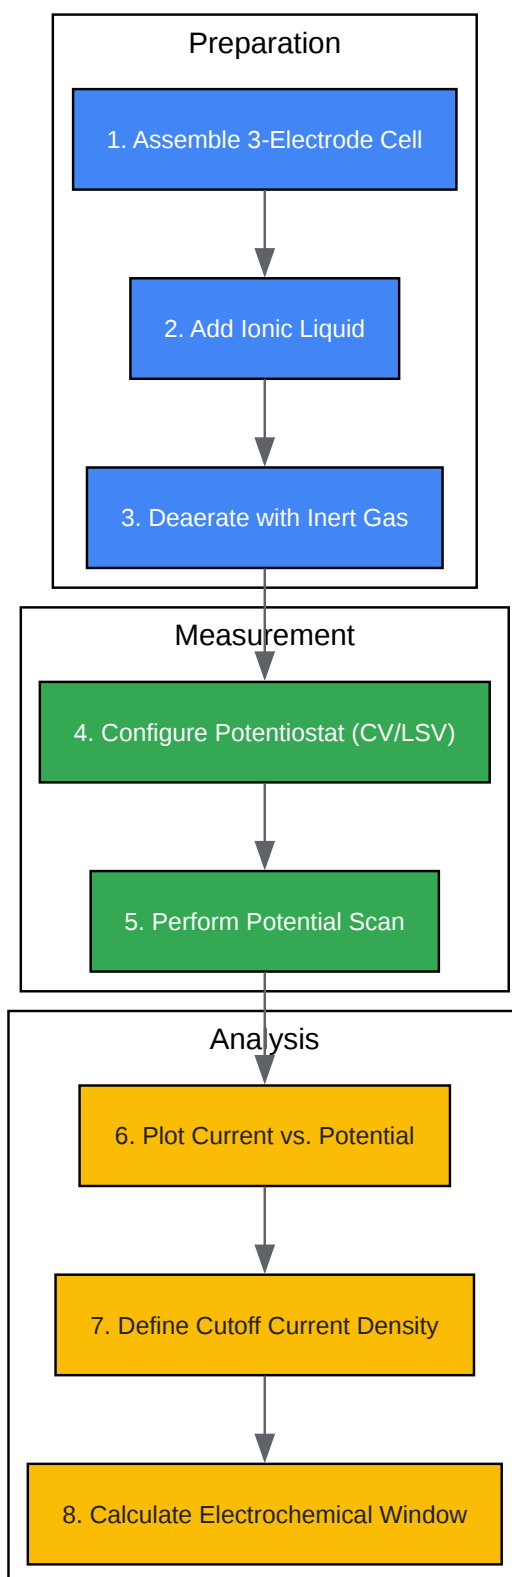 Preparation
1. Assemble 3-Electrode Cell
2. Add Ionic Liquid
3. Deaerate with Inert Gas
Measurement
4. Configure Potentiostat (CV/LSV)
5. Perform Potential Scan
Analysis
6. Plot Current vs. Potential
7. Define Cutoff Current Density
8. Calculate Electrochemical Window